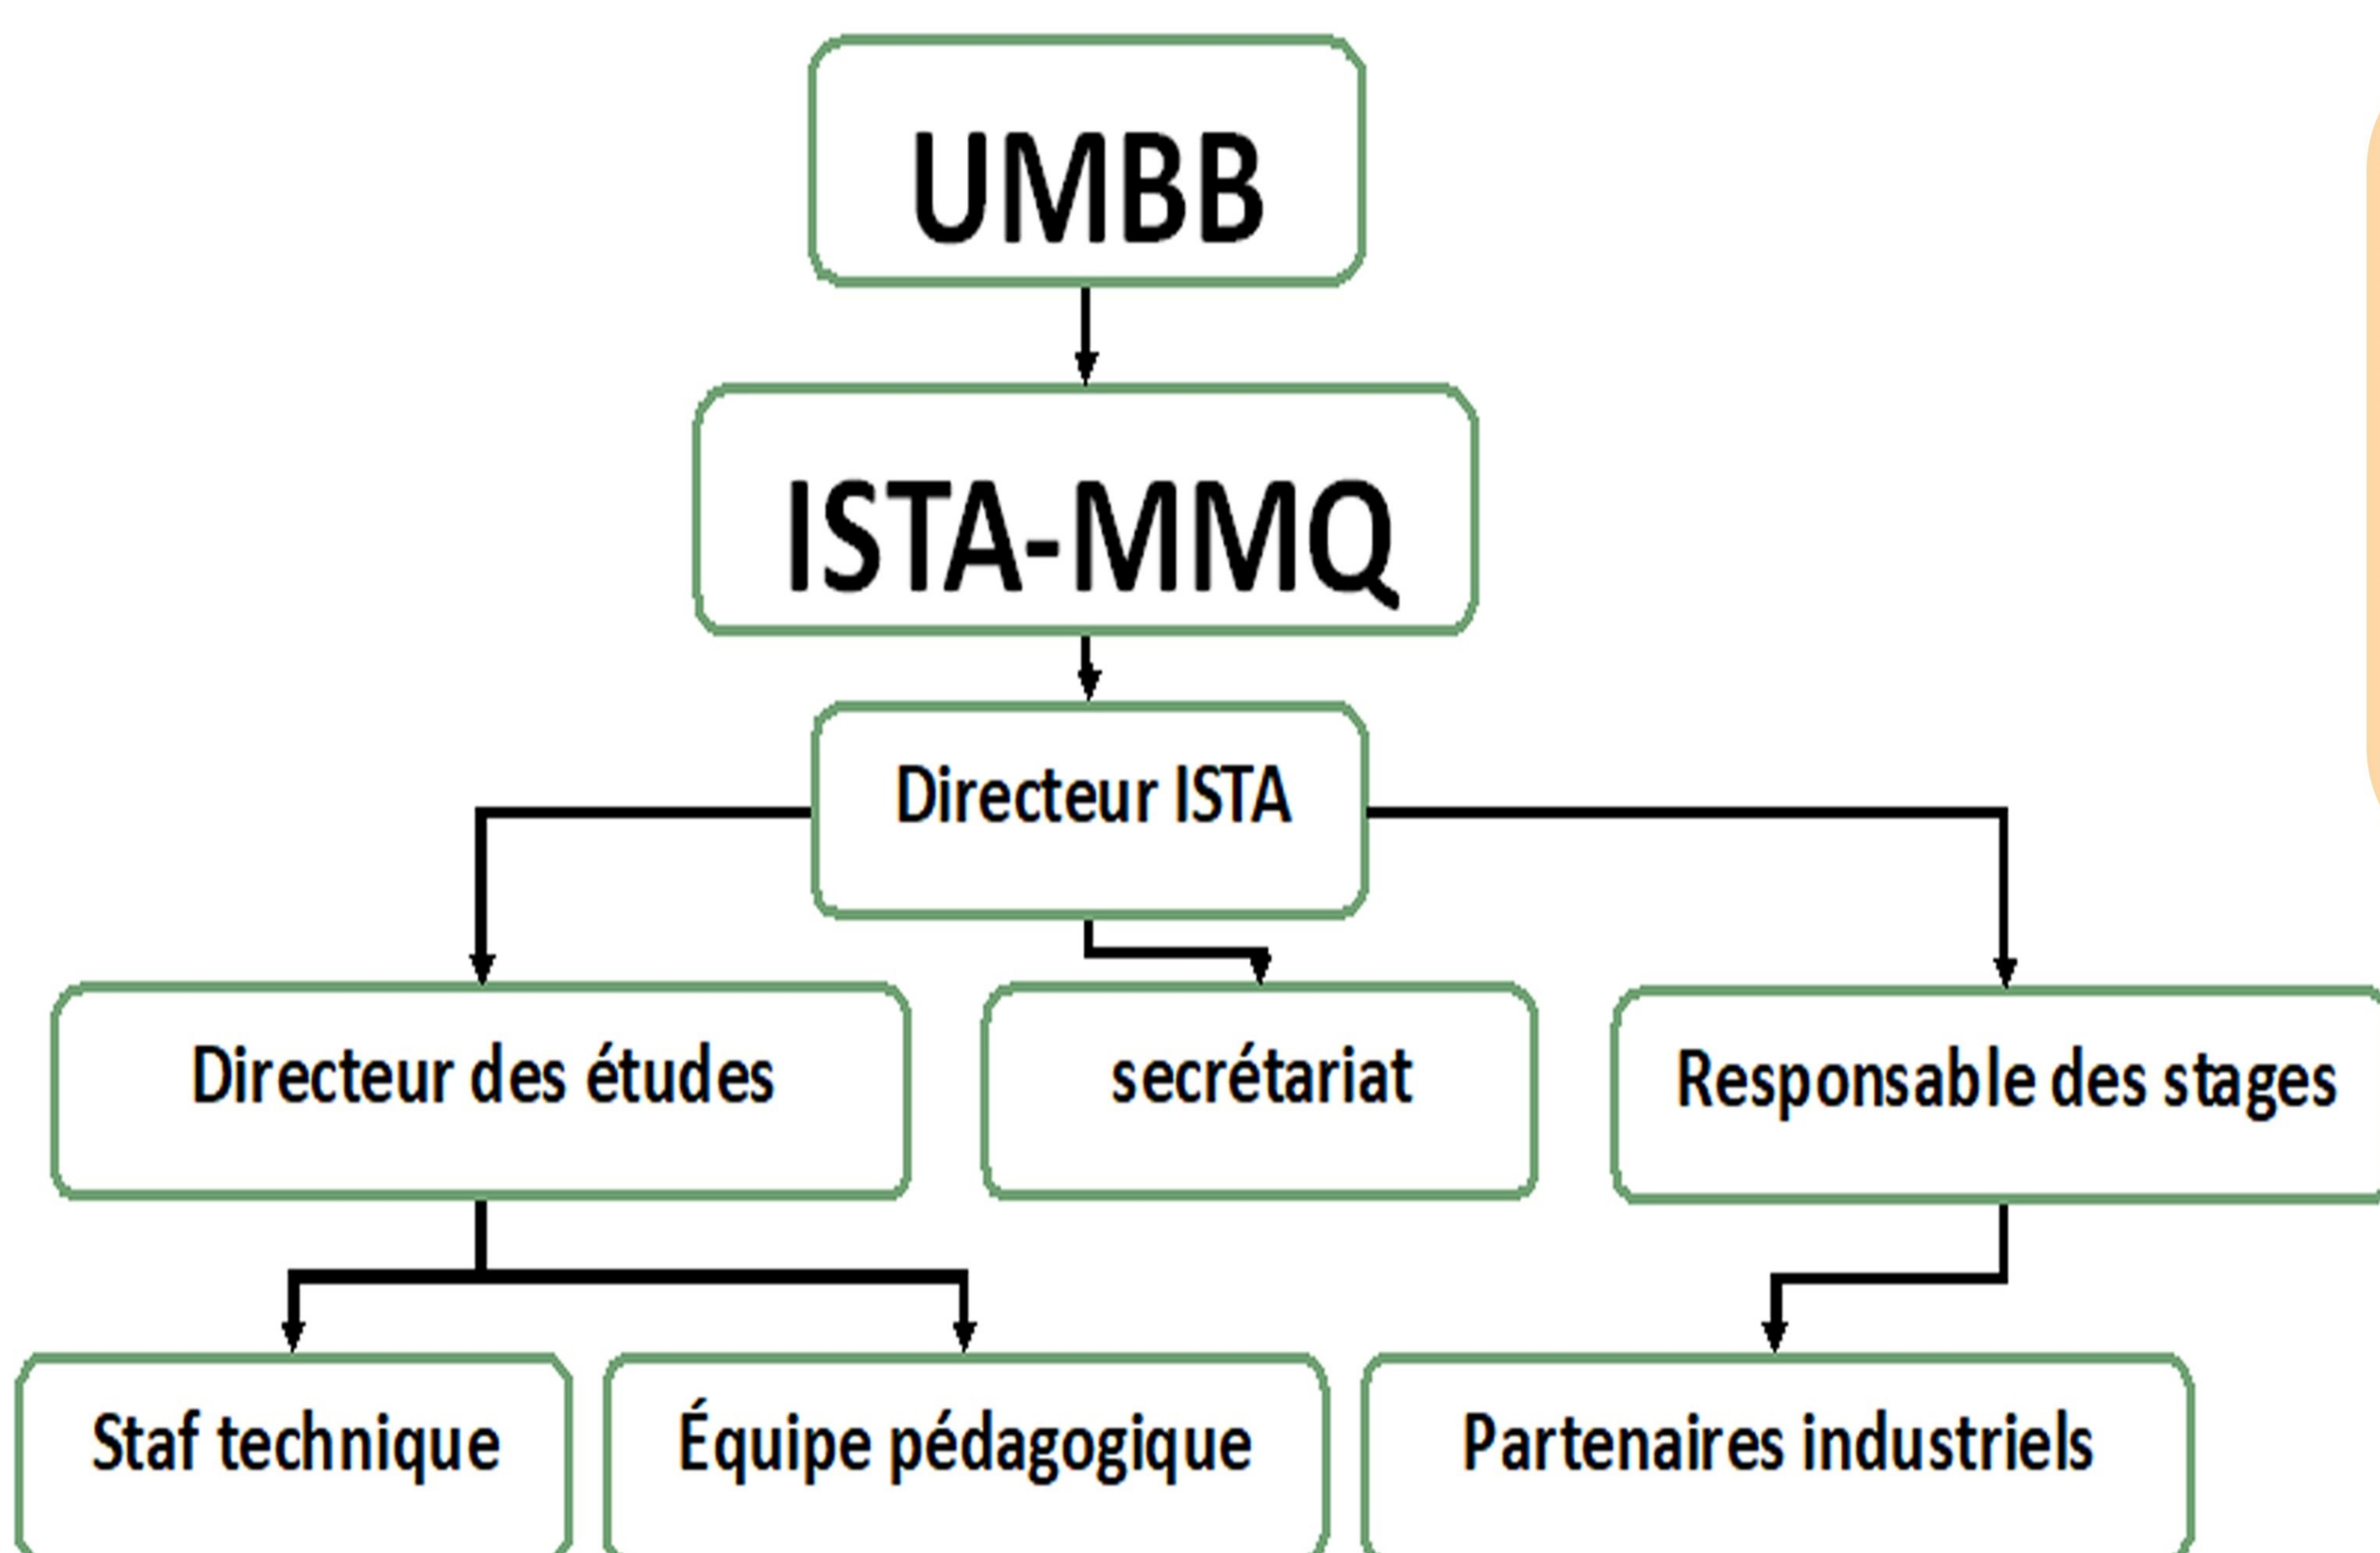 UMBB
ISTA-MMQ
Directeur ISTA
Directeur des études
secrétariat
Responsable des stages
Staf technique
Équipe pédagogique
Partenaires industriels